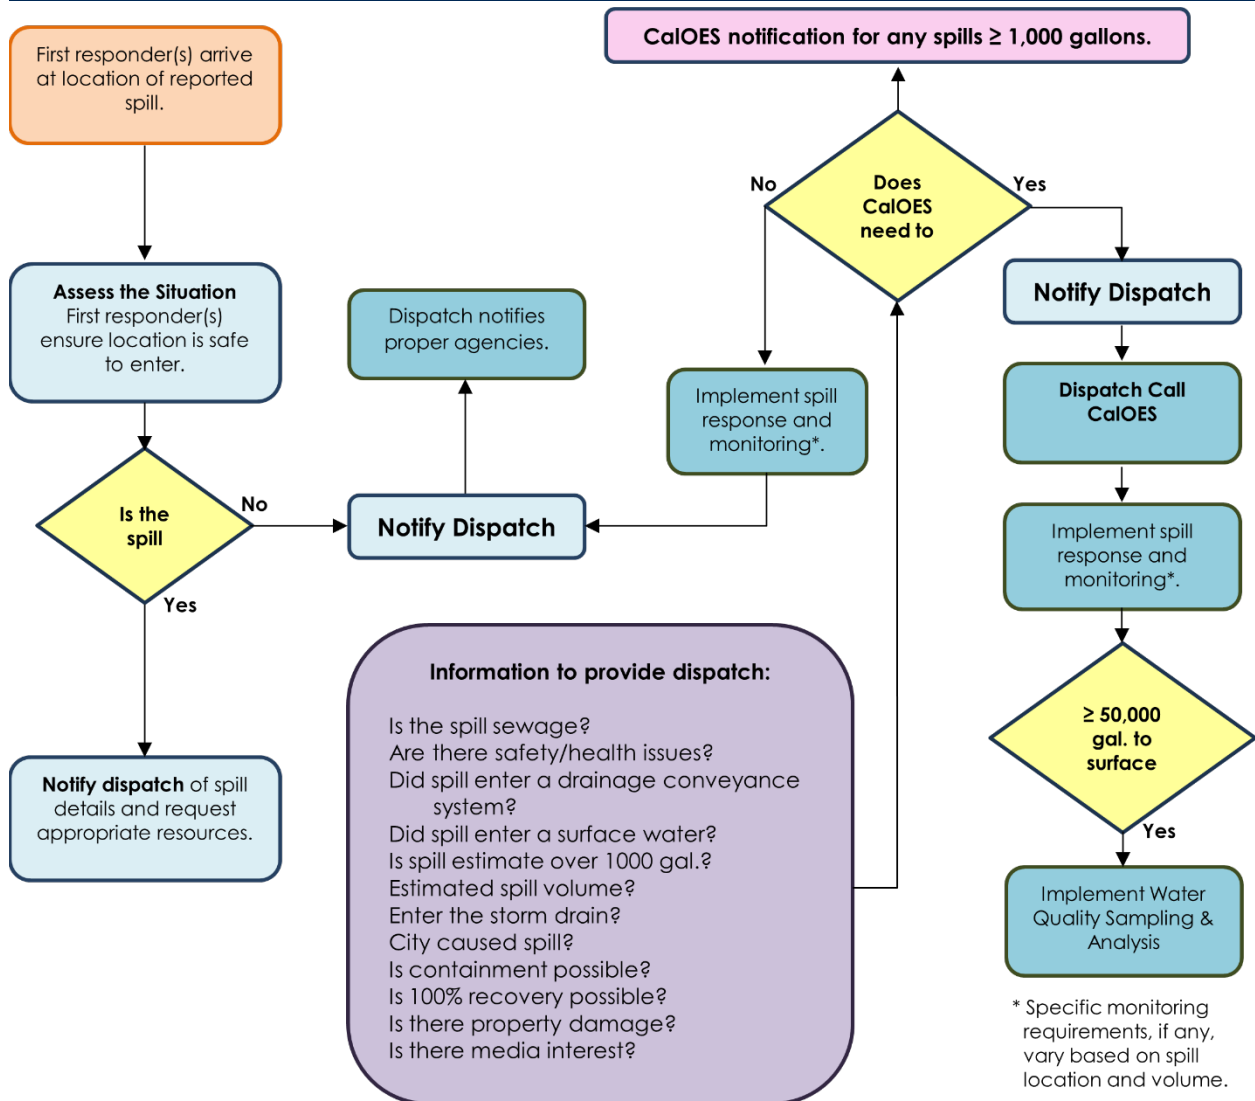 First responder(s) arrive
at location of reported
spill.
CalOES notification for any spills ≥ 1,000 gallons.
Does
CalOES
need to
No
Yes
Assess the Situation
First responder(s)
ensure location is safe
to enter.
Dispatch notifies
proper agencies.
Notify Dispatch
Implement spill
response and
monitoring*.
Dispatch Call
CalOES
Is the
spill
No
Yes
Notify Dispatch
Implement spill
response and
monitoring*.
Notify dispatch of spill
details and request
appropriate resources.
Information to provide dispatch:
Is the spill sewage?
Are there safety/health issues?
Did spill enter a drainage conveyance
system?
Did spill enter a surface water?
Is spill estimate over 1000 gal.?
Estimated spill volume?
Enter the storm drain?
City caused spill?
Is containment possible?
Is 100% recovery possible?
Is there property damage?
Is there media interest?
≥ 50,000
gal. to
surface
Yes
Implement Water
Quality Sampling &
Analysis
* Specific monitoring
requirements, if any,
vary based on spill
location and volume.